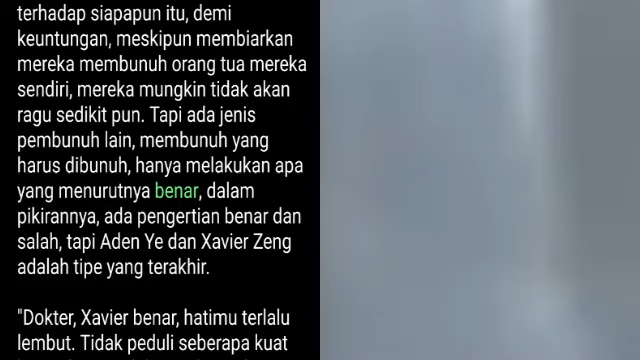 terhadap siapapun itu, demi
keuntungan, meskipun membiarkan
mereka membunuh orang tua mereka
sendiri, mereka mungkin tidak akan
ragu sedikit pun. Tapi ada jenis
pembunuh lain, membunuh yang
harus dibunuh, hanya melakukan apa
yang menurutnya benar, dalam
pikirannya, ada pengertian benar dan
salah, tapi Aden Ye dan Xavier Zeng
adalah tipe yang terakhir.
"Dokter, Xavier benar, hatimu terlalu
lembut. Tidak peduli seberapa kuat